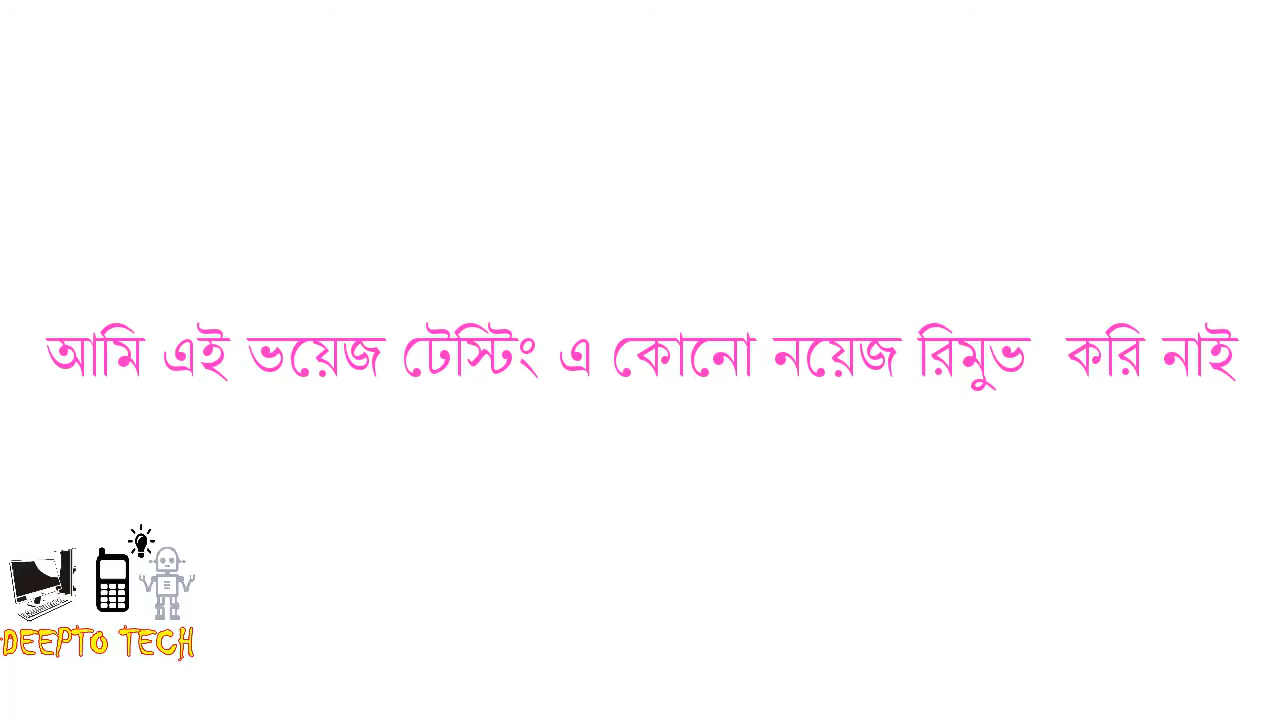 আমি এই ভয়েজ টেস্টিং এ কোনো নয়েজ রিমুভ করি নাই
DEEPTO TECH